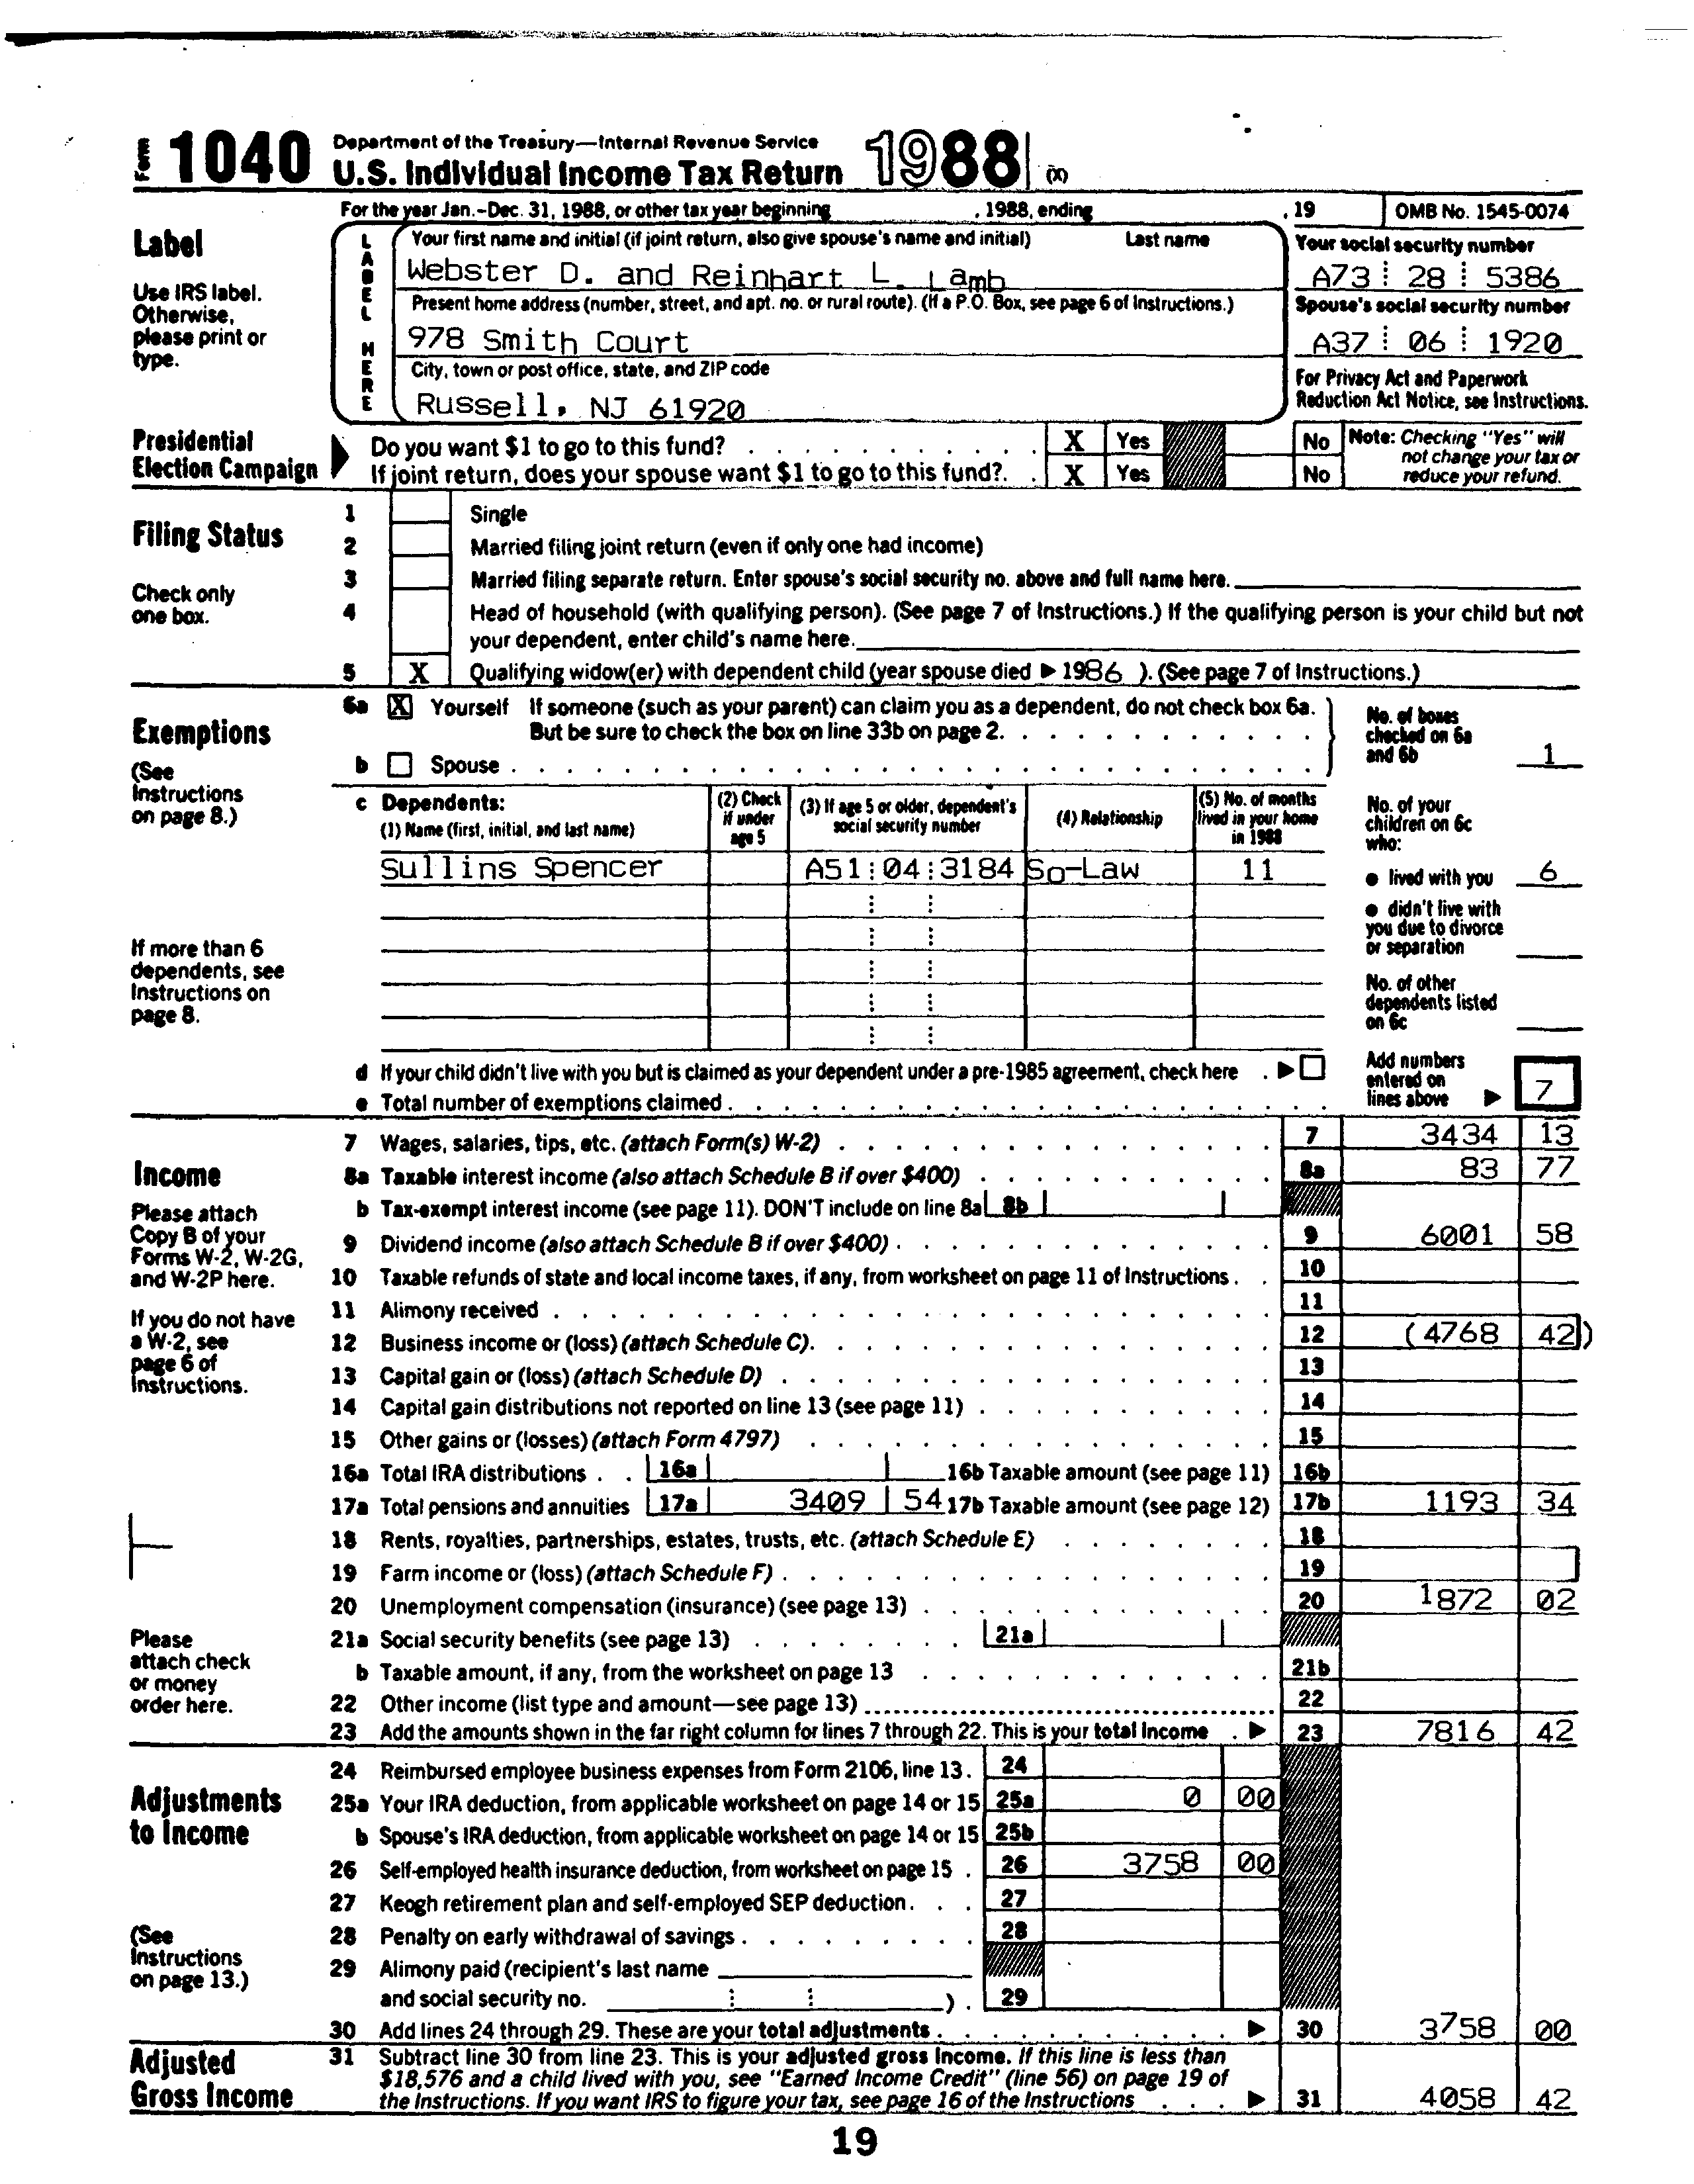 Form 1040 Department of the Treasury—Internal Revenue Service
U.S. Individual Income Tax Return 1988 (X)
For the year Jan.-Dec. 31, 1988, or other tax year beginning , 1988, ending , 19 OMB No. 1545-0074
Label
Use IRS label.
Otherwise,
please print or
type.
LABEL HERE
Your first name and initial (if joint return, also give spouse's name and initial) Last name
Webster D. and Reinhart L. Lamb
Your social security number
A73 28 5386
Present home address (number, street, and apt. no. or rural route). (If a P.O. Box, see page 6 of Instructions.)
978 Smith Court
Spouse's social security number
A37 06 1920
City, town or post office, state, and ZIP code
Russell, NJ 61920
For Privacy Act and Paperwork
Reduction Act Notice, see Instructions.
Presidential
Election Campaign
Do you want $1 to go to this fund? X Yes No
If joint return, does your spouse want $1 to go to this fund? X Yes No
Note: Checking "Yes" will
not change your tax or
reduce your refund.
Filing Status
Check only
one box.
1 Single
2 Married filing joint return (even if only one had income)
3 Married filing separate return. Enter spouse's social security no. above and full name here.
4 Head of household (with qualifying person). (See page 7 of Instructions.) If the qualifying person is your child but not
your dependent, enter child's name here.
5 X Qualifying widow(er) with dependent child (year spouse died ▶ 1986 ). (See page 7 of Instructions.)
Exemptions
(See
Instructions
on page 8.)
6a X Yourself If someone (such as your parent) can claim you as a dependent, do not check box 6a.
But be sure to check the box on line 33b on page 2.
b Spouse
No. of boxes
checked on 6a
and 6b 1
c Dependents:
(1) Name (first, initial, and last name)
(2) Check
if under
age 5
(3) If age 5 or older, dependent's
social security number
(4) Relationship
(5) No. of months
lived in your home
in 1988
Sullins Spencer A51 04 3184 So-Law 11
No. of your
children on 6c
who:
● lived with you 6
● didn't live with
you due to divorce
or separation
No. of other
dependents listed
on 6c
If more than 6
dependents, see
Instructions on
page 8.
d If your child didn't live with you but is claimed as your dependent under a pre-1985 agreement, check here ▶
e Total number of exemptions claimed
Add numbers
entered on
lines above ▶ 7
Income
Please attach
Copy B of your
Forms W-2, W-2G,
and W-2P here.
If you do not have
a W-2, see
page 6 of
Instructions.
Please
attach check
or money
order here.
7 Wages, salaries, tips, etc. (attach Form(s) W-2) 7 3434 13
8a Taxable interest income (also attach Schedule B if over $400) 8a 83 77
b Tax-exempt interest income (see page 11). DON'T include on line 8a 8b
9 Dividend income (also attach Schedule B if over $400) 9 6001 58
10 Taxable refunds of state and local income taxes, if any, from worksheet on page 11 of Instructions 10
11 Alimony received 11
12 Business income or (loss) (attach Schedule C) 12 (4768 42)
13 Capital gain or (loss) (attach Schedule D) 13
14 Capital gain distributions not reported on line 13 (see page 11) 14
15 Other gains or (losses) (attach Form 4797) 15
16a Total IRA distributions 16a 16b Taxable amount (see page 11) 16b
17a Total pensions and annuities 17a 3409 54 17b Taxable amount (see page 12) 17b 1193 34
18 Rents, royalties, partnerships, estates, trusts, etc. (attach Schedule E) 18
19 Farm income or (loss) (attach Schedule F) 19
20 Unemployment compensation (insurance) (see page 13) 20 1872 02
21a Social security benefits (see page 13) 21a
b Taxable amount, if any, from the worksheet on page 13 21b
22 Other income (list type and amount—see page 13) 22
23 Add the amounts shown in the far right column for lines 7 through 22. This is your total income ▶ 23 7816 42
Adjustments
to Income
(See
Instructions
on page 13.)
24 Reimbursed employee business expenses from Form 2106, line 13. 24
25a Your IRA deduction, from applicable worksheet on page 14 or 15 25a 0 00
b Spouse's IRA deduction, from applicable worksheet on page 14 or 15 25b
26 Self-employed health insurance deduction, from worksheet on page 15 26 3758 00
27 Keogh retirement plan and self-employed SEP deduction 27
28 Penalty on early withdrawal of savings 28
29 Alimony paid (recipient's last name
and social security no. ) 29
30 Add lines 24 through 29. These are your total adjustments ▶ 30 3758 00
Adjusted
Gross Income
31 Subtract line 30 from line 23. This is your adjusted gross income. If this line is less than
$18,576 and a child lived with you, see "Earned Income Credit" (line 56) on page 19 of
the Instructions. If you want IRS to figure your tax, see page 16 of the Instructions ▶ 31 4058 42
19